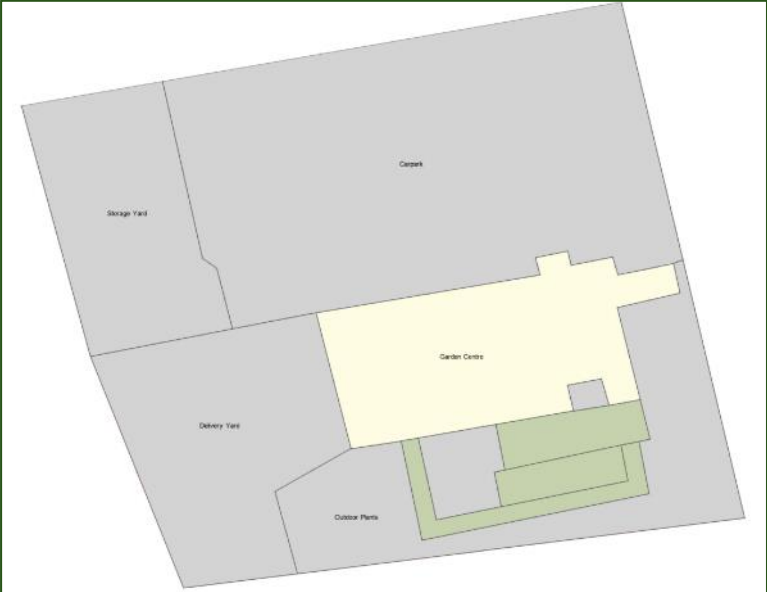 Carpark
Storage Yard
Garden Centre
Delivery Yard
Outdoor Plants